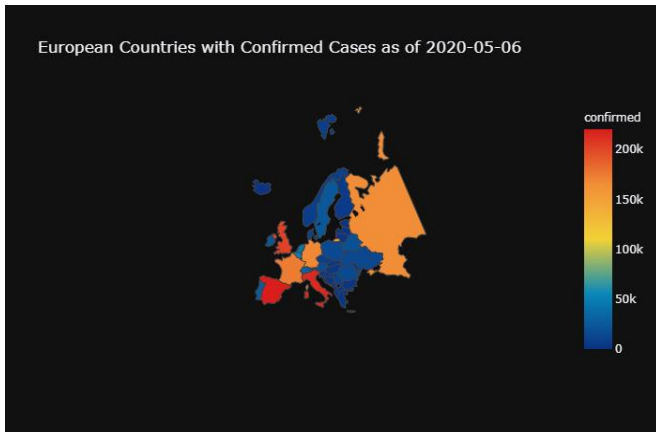 European Countries with Confirmed Cases as of 2020-05-06
confirmed
200k
150k
100k
50k
0